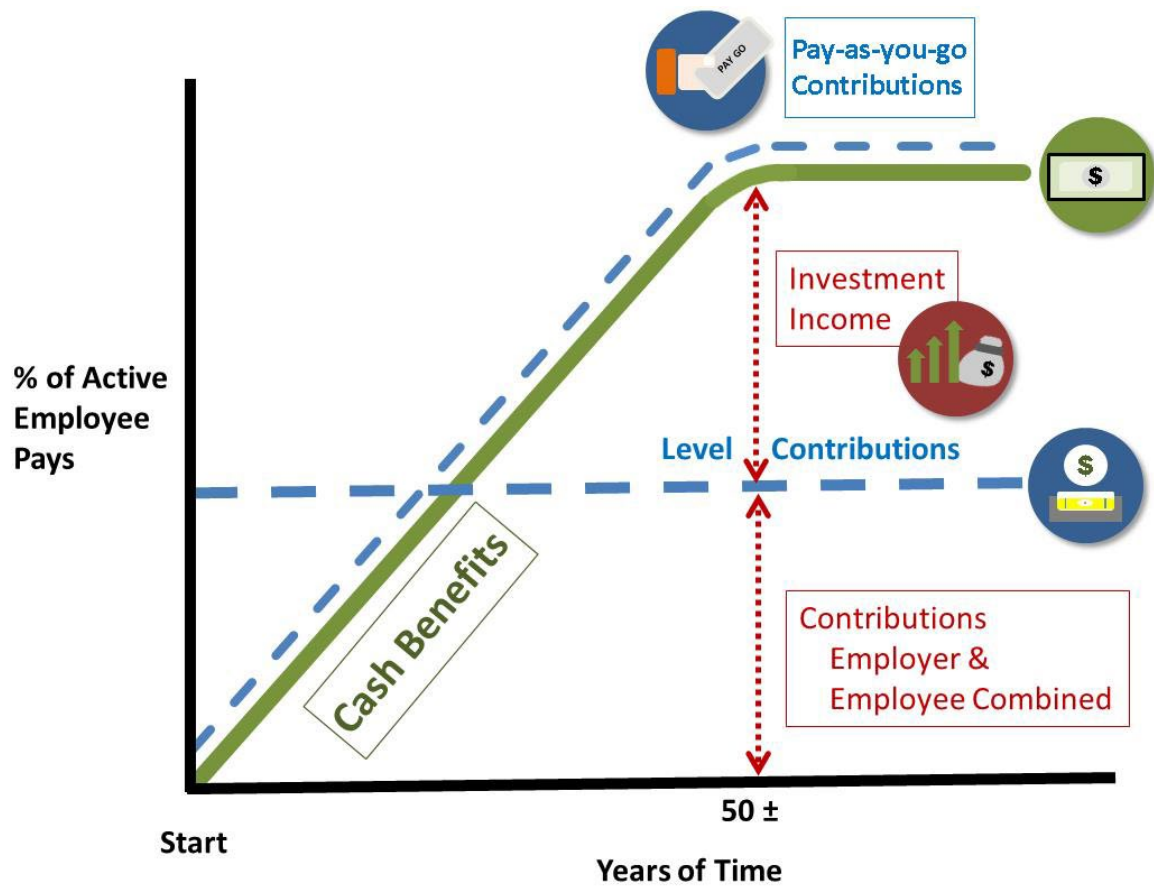 PAY GO
Pay-as-you-go
Contributions
$
Investment
Income
$
% of Active
Employee
Pays
Level Contributions
$
Cash Benefits
Contributions
Employer &
Employee Combined
50 ±
Start
Years of Time